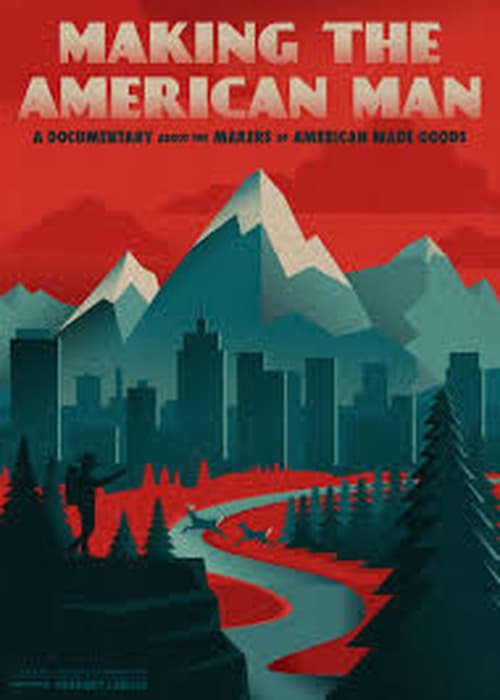 MAKING THE
AMERICAN MAN
A DOCUMENTARY ABOUT THE MAKERS OF AMERICAN MADE GOODS